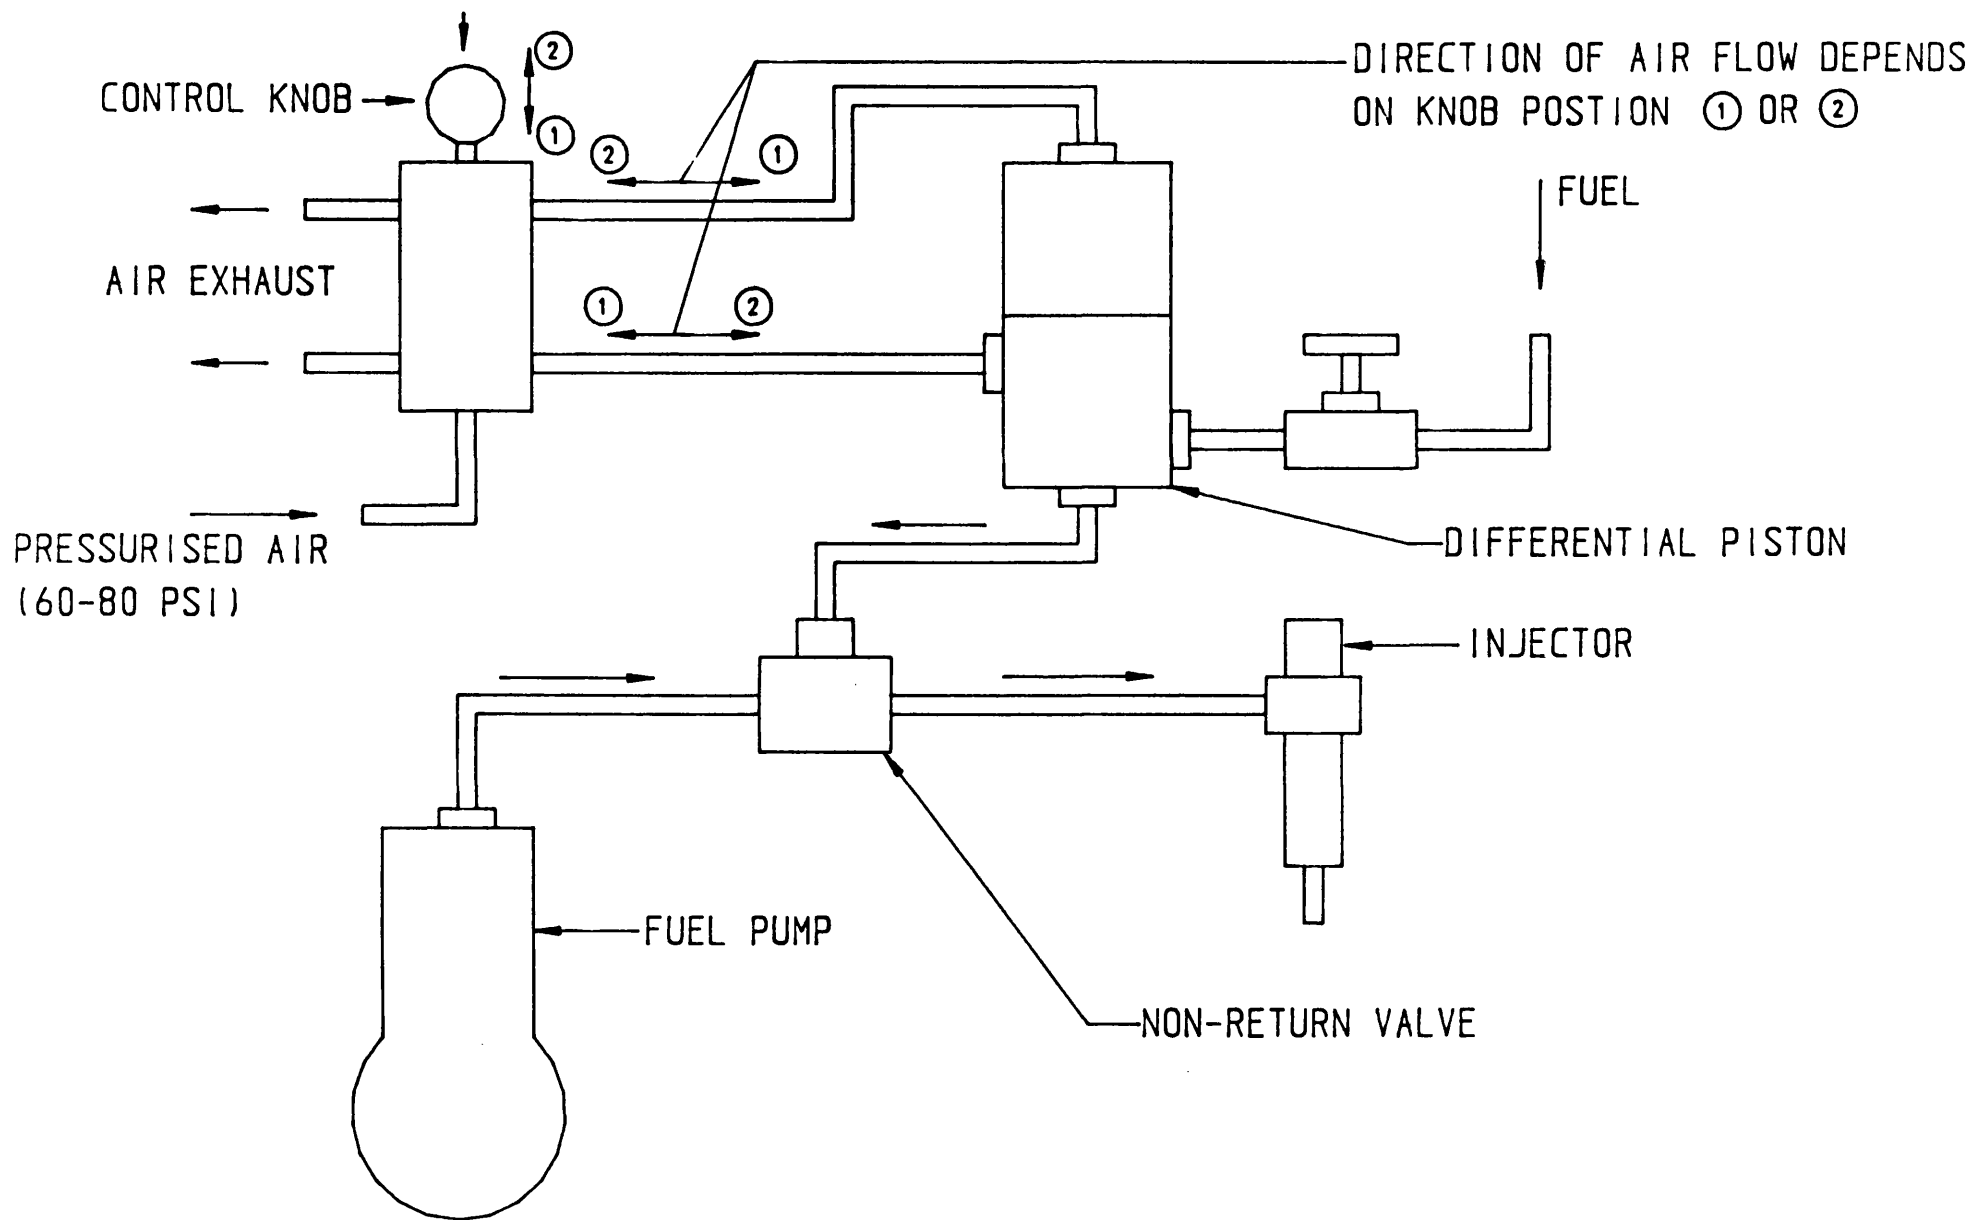 ②
CONTROL KNOB
①
DIRECTION OF AIR FLOW DEPENDS
ON KNOB POSTION ① OR ②
② ①
FUEL
AIR EXHAUST
① ②
PRESSURISED AIR
(60-80 PSI)
DIFFERENTIAL PISTON
INJECTOR
FUEL PUMP
NON-RETURN VALVE